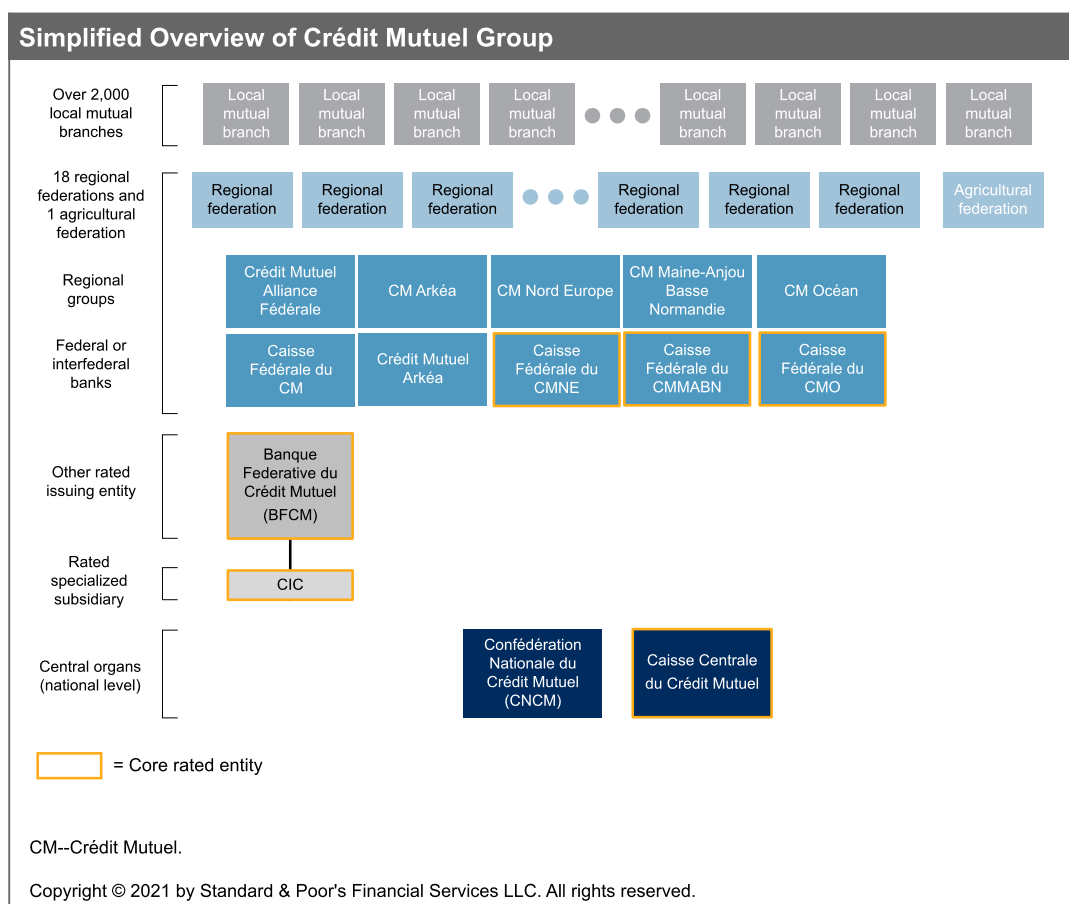 Simplified Overview of Crédit Mutuel Group
Over 2,000
local mutual
branches
Local
mutual
branch
Local
mutual
branch
Local
mutual
branch
Local
mutual
branch
Local
mutual
branch
Local
mutual
branch
Local
mutual
branch
Local
mutual
branch
18 regional
federations and
1 agricultural
federation
Regional
federation
Regional
federation
Regional
federation
Regional
federation
Regional
federation
Regional
federation
Agricultural
federation
Regional
groups
Crédit Mutuel
Alliance
Fédérale
CM Arkéa
CM Nord Europe
CM Maine-Anjou
Basse
Normandie
CM Océan
Federal or
interfederal
banks
Caisse
Fédérale du
CM
Crédit Mutuel
Arkéa
Caisse
Fédérale du
CMNE
Caisse
Fédérale du
CMMABN
Caisse
Fédérale du
CMO
Other rated
issuing entity
Banque
Federative du
Crédit Mutuel
(BFCM)
Rated
specialized
subsidiary
CIC
Central organs
(national level)
Confédération
Nationale du
Crédit Mutuel
(CNCM)
Caisse Centrale
du Crédit Mutuel
= Core rated entity
CM--Crédit Mutuel.
Copyright © 2021 by Standard & Poor's Financial Services LLC. All rights reserved.